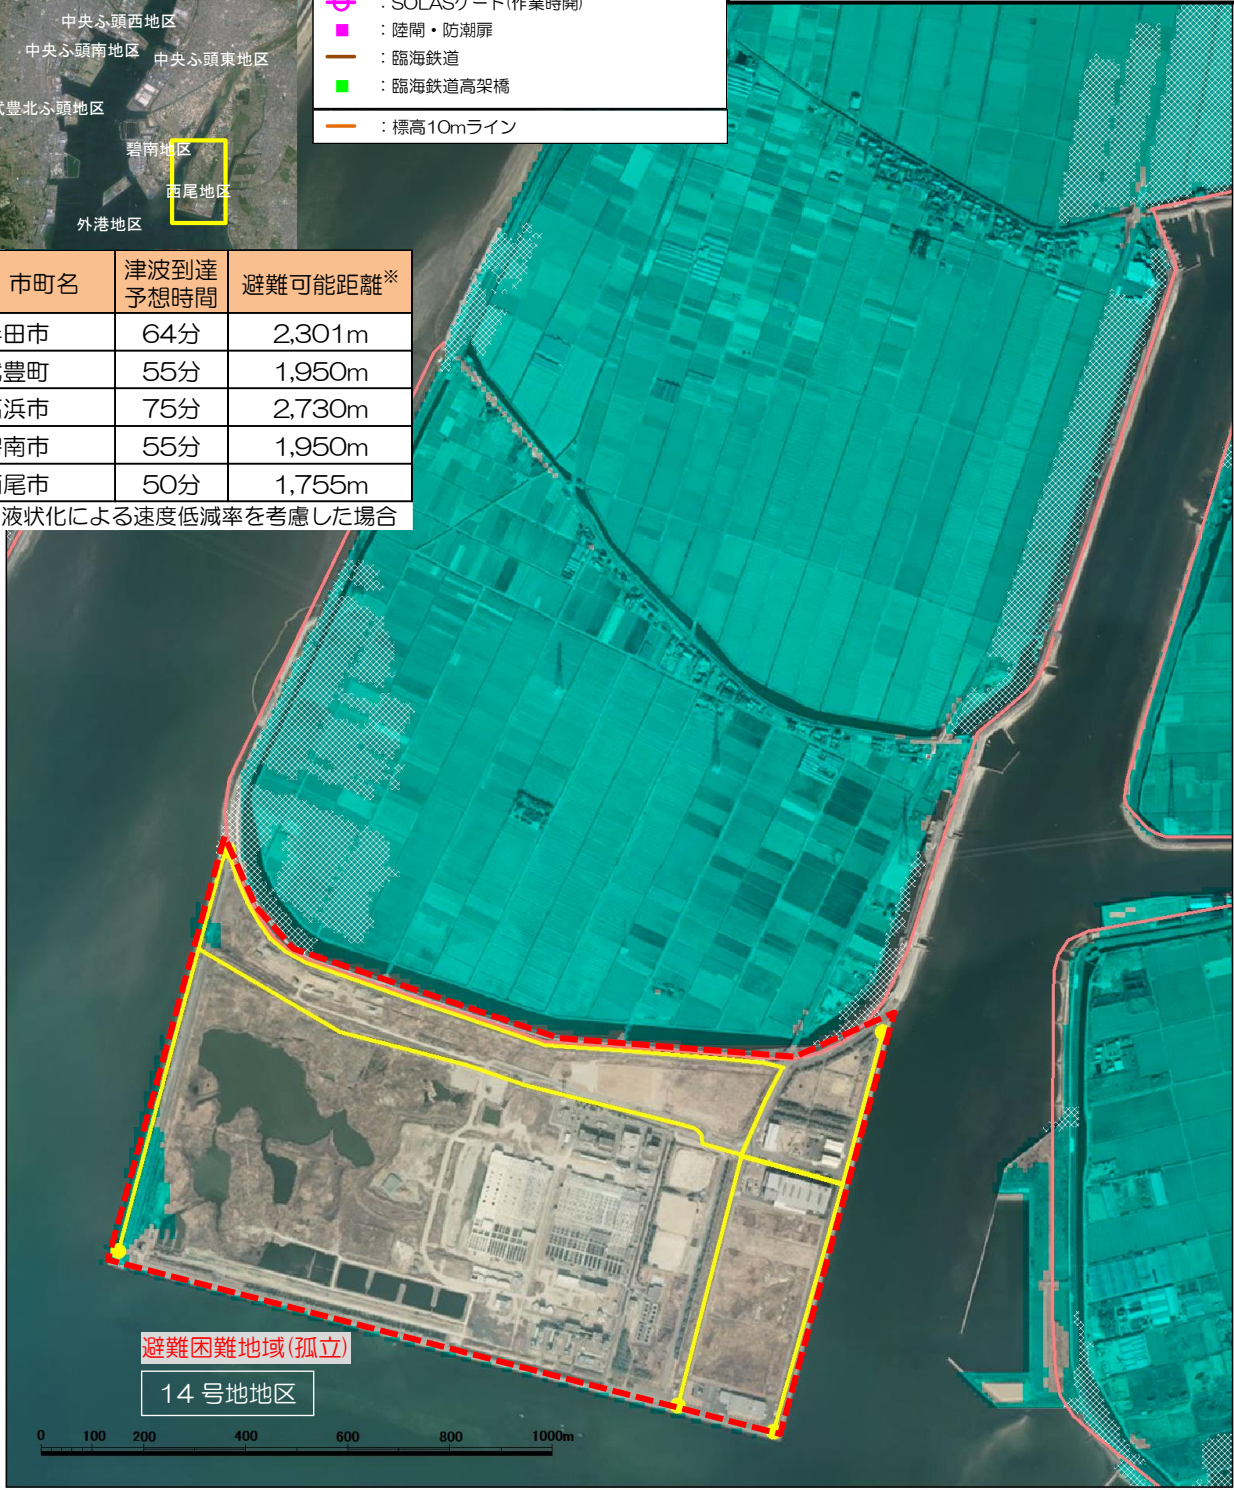 中央ふ頭西地区
中央ふ頭南地区
中央ふ頭東地区
豊北ふ頭地区
碧南地区
西尾地区
外港地区
：SOLASゲート(作業時開)
：陸閘・防潮扉
：臨海鉄道
：臨海鉄道高架橋
：標高10mライン
市町名 津波到達予想時間 避難可能距離※
田市 64分 2,301m
豊町 55分 1,950m
浜市 75分 2,730m
南市 55分 1,950m
尾市 50分 1,755m
液状化による速度低減率を考慮した場合
避難困難地域(孤立)
14号地地区
0 100 200 400 600 800 1000m